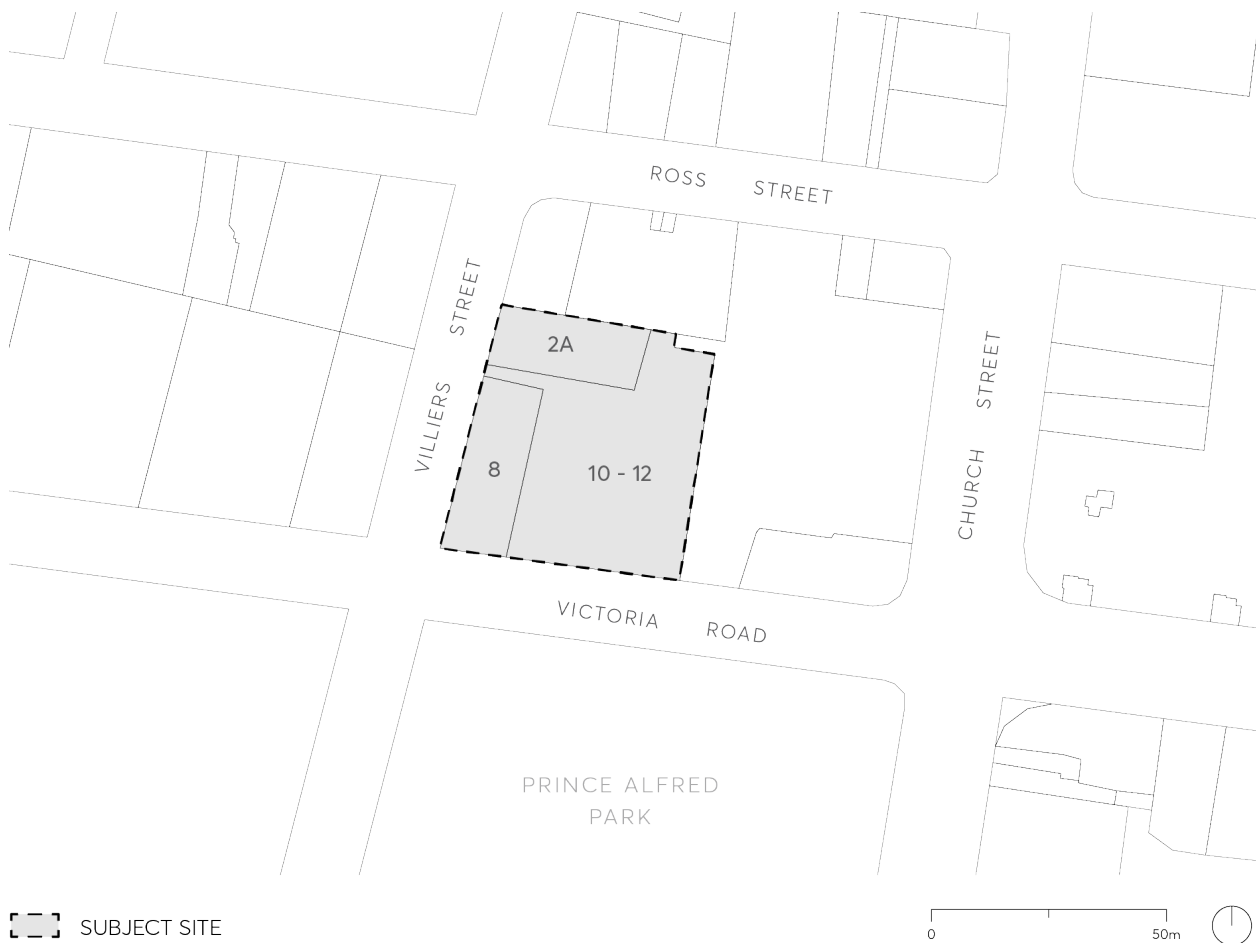 ROSS STREET
VILLIERS STREET
2A
8
10 - 12
CHURCH STREET
VICTORIA ROAD
PRINCE ALFRED
PARK
SUBJECT SITE
0 50m